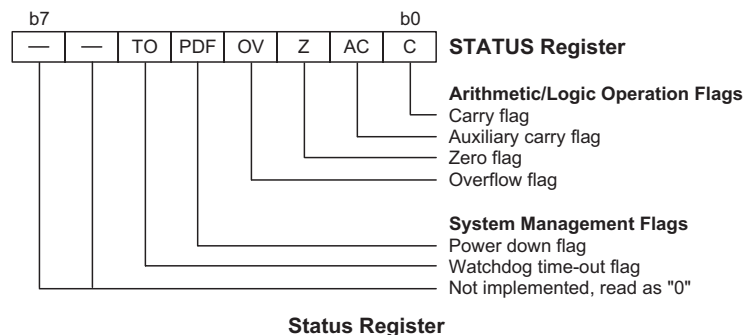 b7 b0
— — TO PDF OV Z AC C STATUS Register
Arithmetic/Logic Operation Flags
Carry flag
Auxiliary carry flag
Zero flag
Overflow flag
System Management Flags
Power down flag
Watchdog time-out flag
Not implemented, read as "0"
Status Register